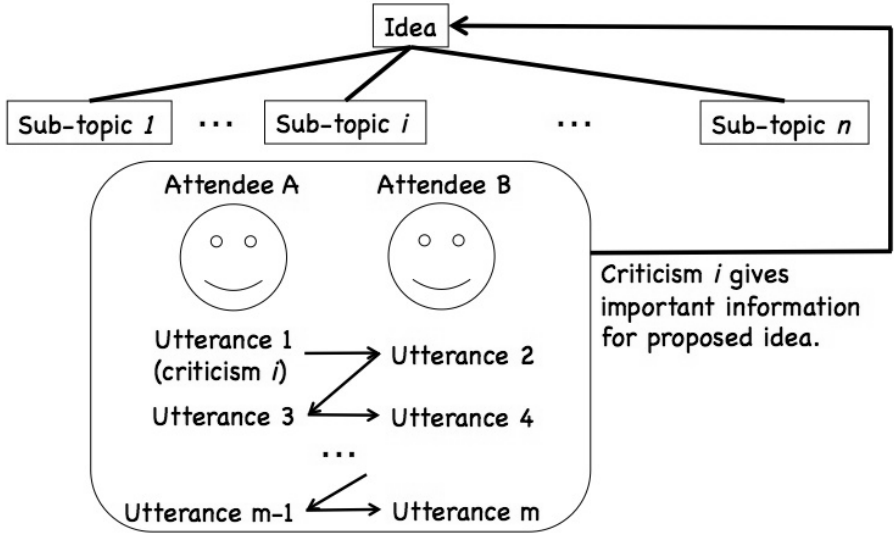 Idea
Sub-topic 1 ... Sub-topic i ... Sub-topic n
Attendee A Attendee B
Criticism i gives
important information
for proposed idea.
Utterance 1
(criticism i)
Utterance 2
Utterance 3 Utterance 4
...
Utterance m-1 Utterance m